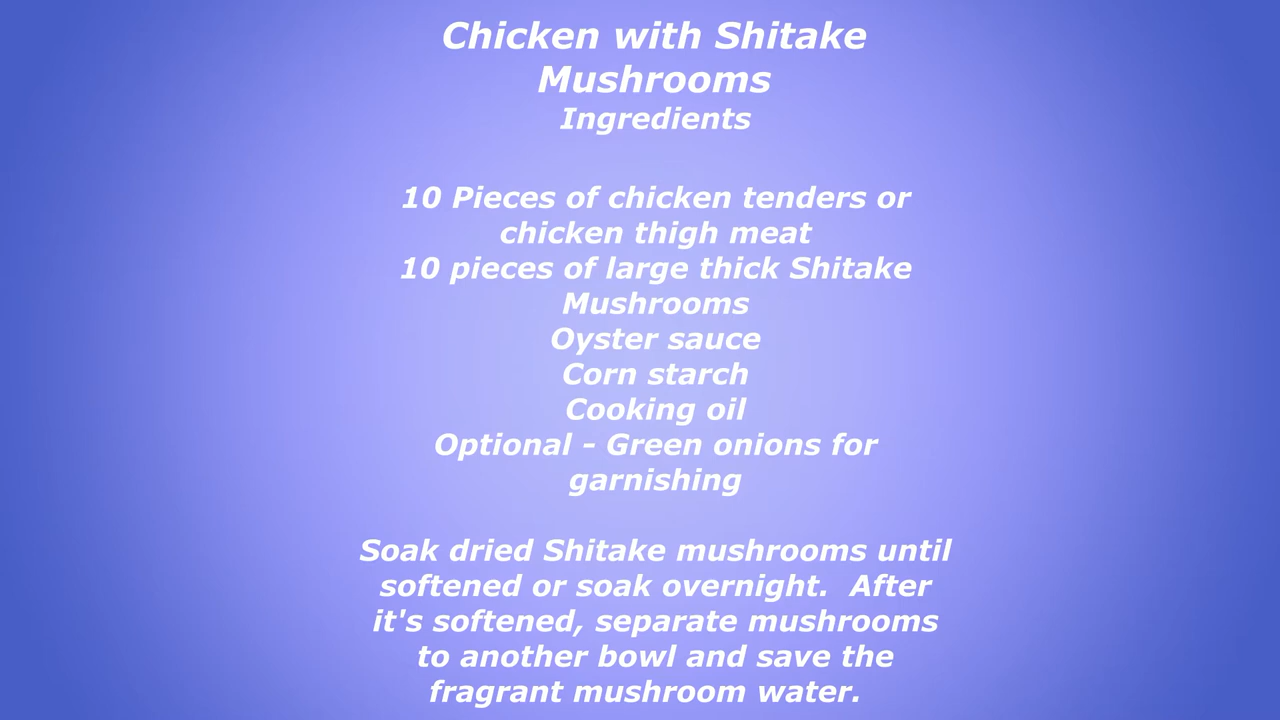 Chicken with Shitake
Mushrooms
Ingredients
10 Pieces of chicken tenders or
chicken thigh meat
10 pieces of large thick Shitake
Mushrooms
Oyster sauce
Corn starch
Cooking oil
Optional - Green onions for
garnishing
Soak dried Shitake mushrooms until
softened or soak overnight.  After
it's softened, separate mushrooms
to another bowl and save the
fragrant mushroom water.